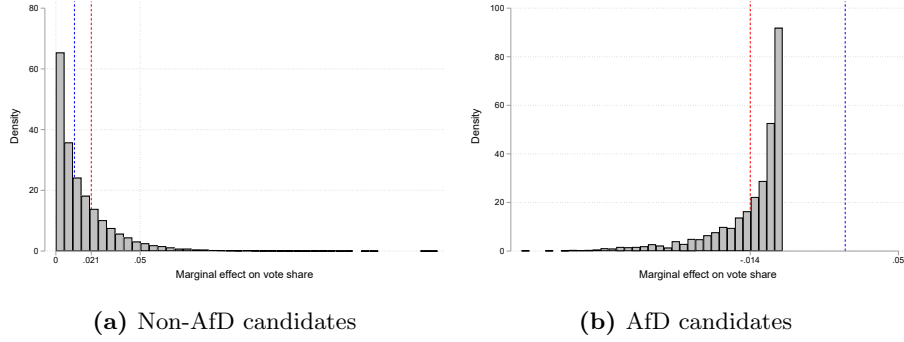 80
60
40
20
0
Density
0
.021
.05
Marginal effect on vote share
(a) Non-AfD candidates
100
80
60
40
20
0
Density
-.014
.05
Marginal effect on vote share
(b) AfD candidates